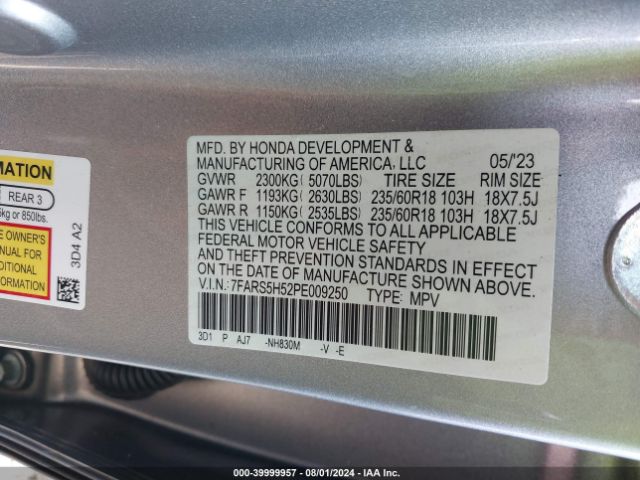 MATION
REAR 3
kg or 850lbs.
E OWNER'S
NUAL FOR
DITIONAL
ORMATION
3D4 A2
MFD. BY HONDA DEVELOPMENT &
MANUFACTURING OF AMERICA, LLC 05/'23
GVWR 2300KG ( 5070LBS) TIRE SIZE RIM SIZE
GAWR F 1193KG ( 2630LBS) 235/60R18 103H 18X7.5J
GAWR R 1150KG ( 2535LBS) 235/60R18 103H 18X7.5J
THIS VEHICLE CONFORMS TO ALL APPLICABLE
FEDERAL MOTOR VEHICLE SAFETY
AND THEFT PREVENTION STANDARDS IN EFFECT
ON THE DATE OF MANUFACTURE SHOWN ABOVE.
V.I.N.: 7FARS5H52PE009250 TYPE: MPV
3D1 P AJ7 -NH830M -V -E
000-39999957 - 08/01/2024 - IAA Inc.